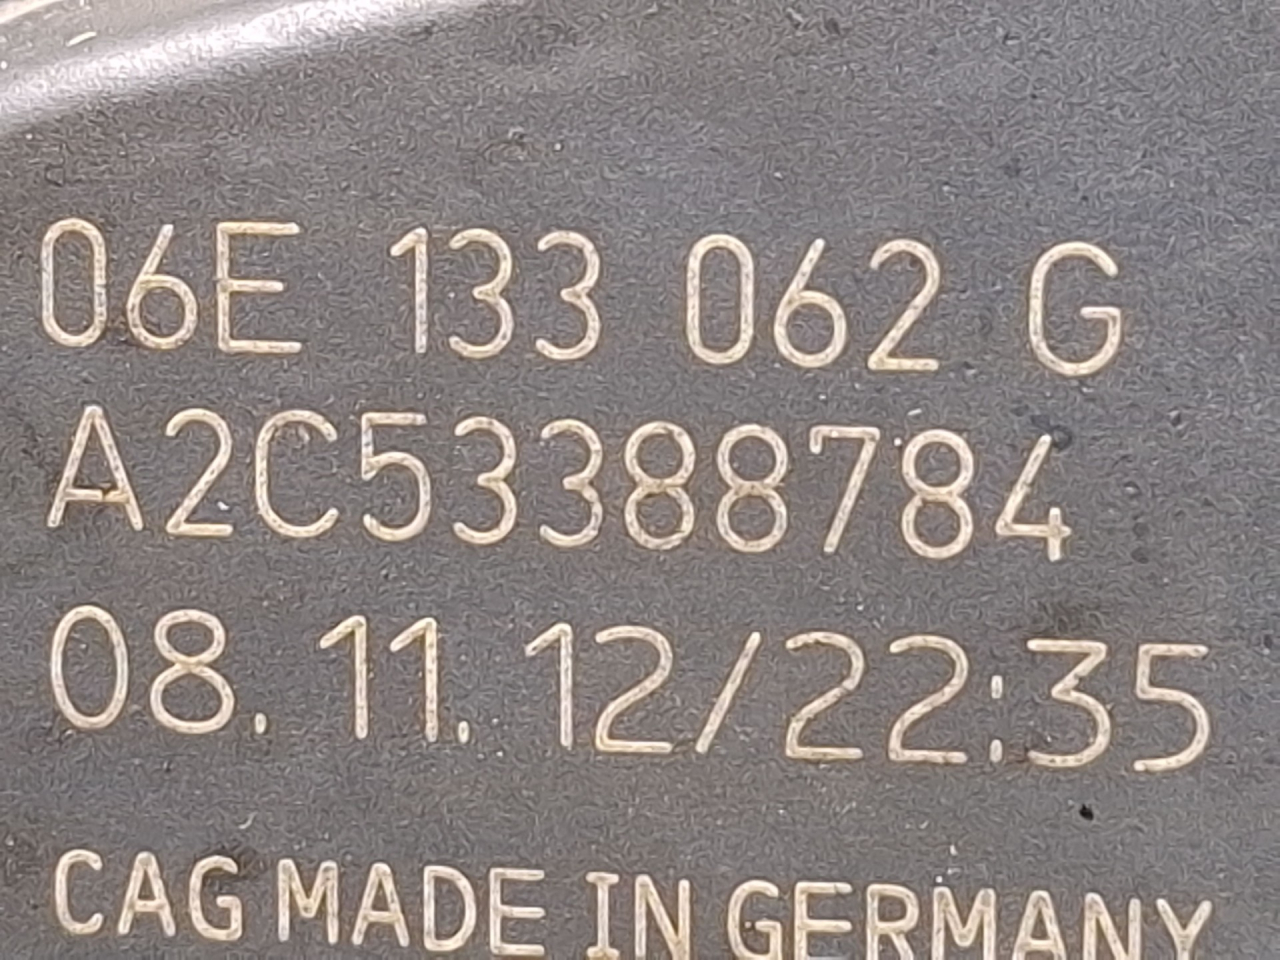 06E 133 062 G
A2C53388784
08.11.12/22:35
CAG MADE IN GERMANY